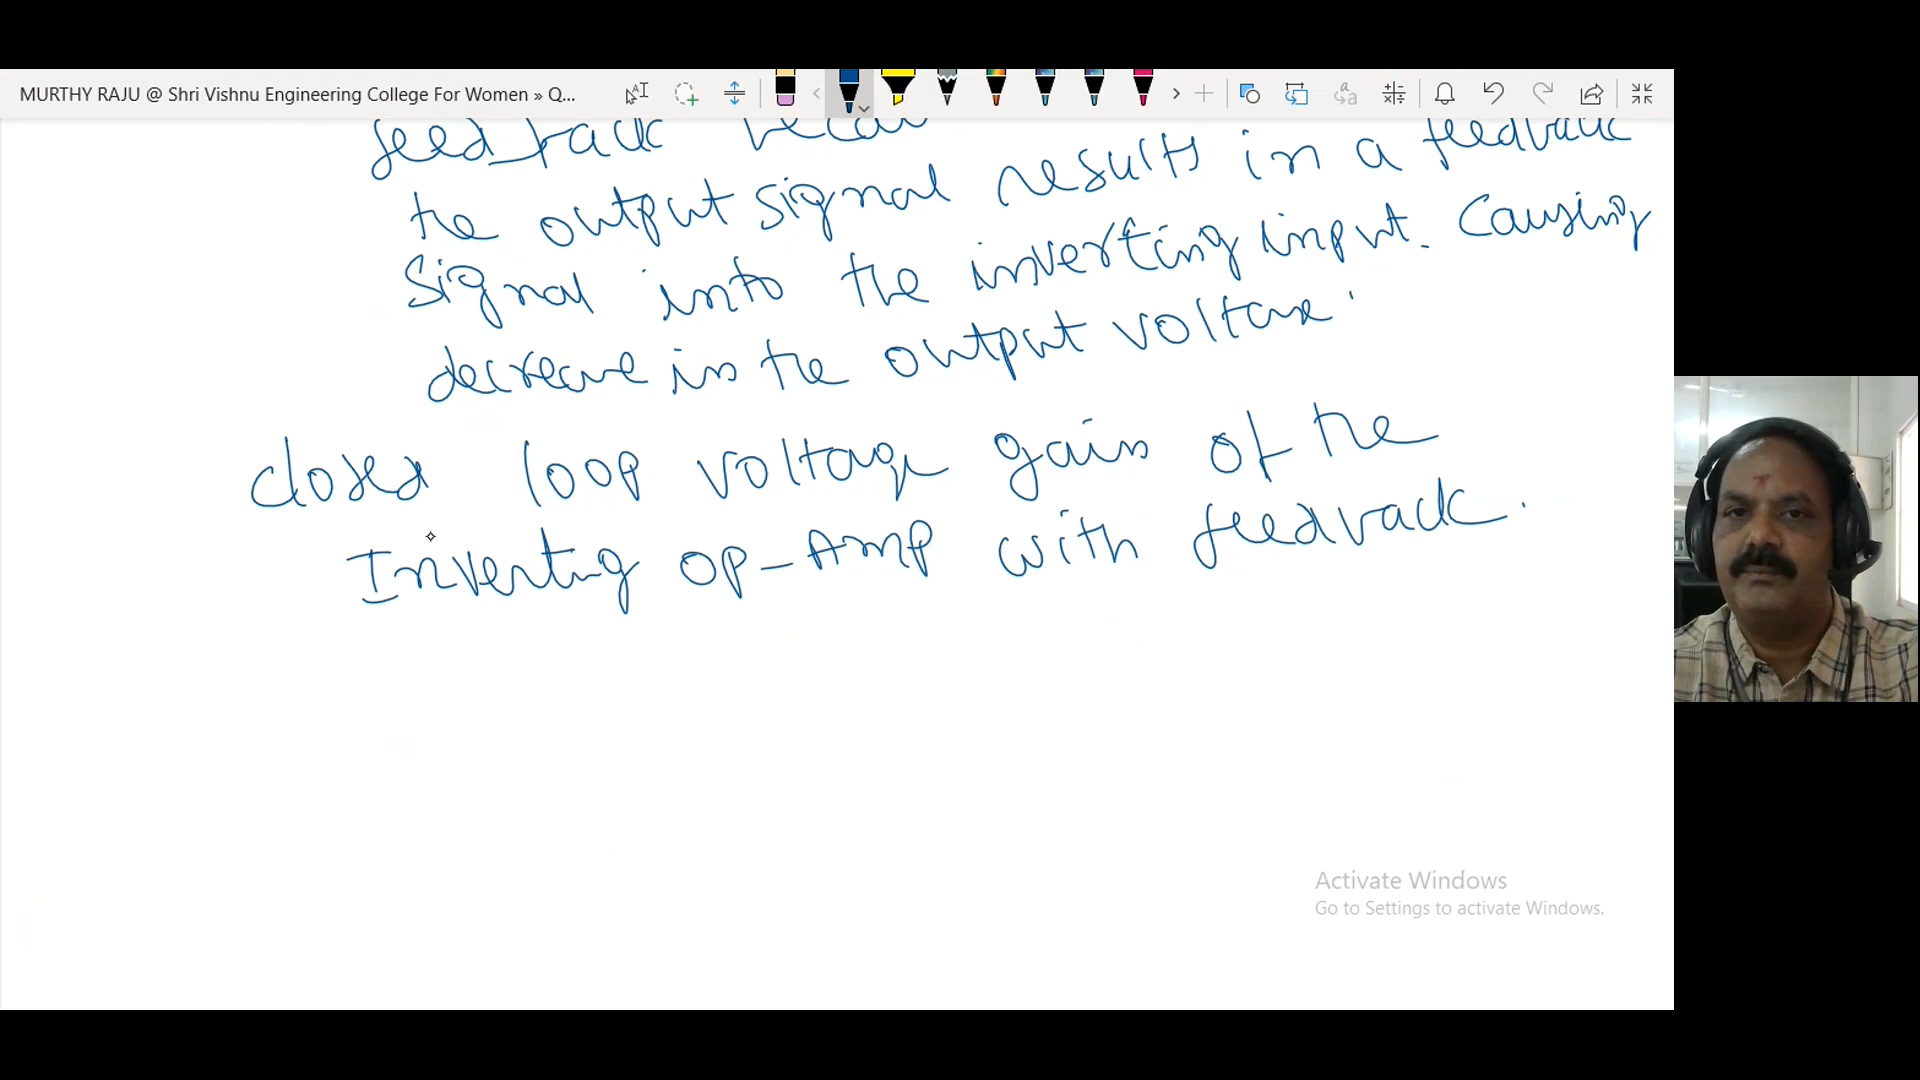 MURTHY RAJU @ Shri Vishnu Engineering College For Women » Q...
feed back
the output signal results in a feedback
signal into the inverting input. Causing
decrease in the output voltage.
closed loop voltage gain of the
Inverting op-Amp with feedback.
Activate Windows
Go to Settings to activate Windows.